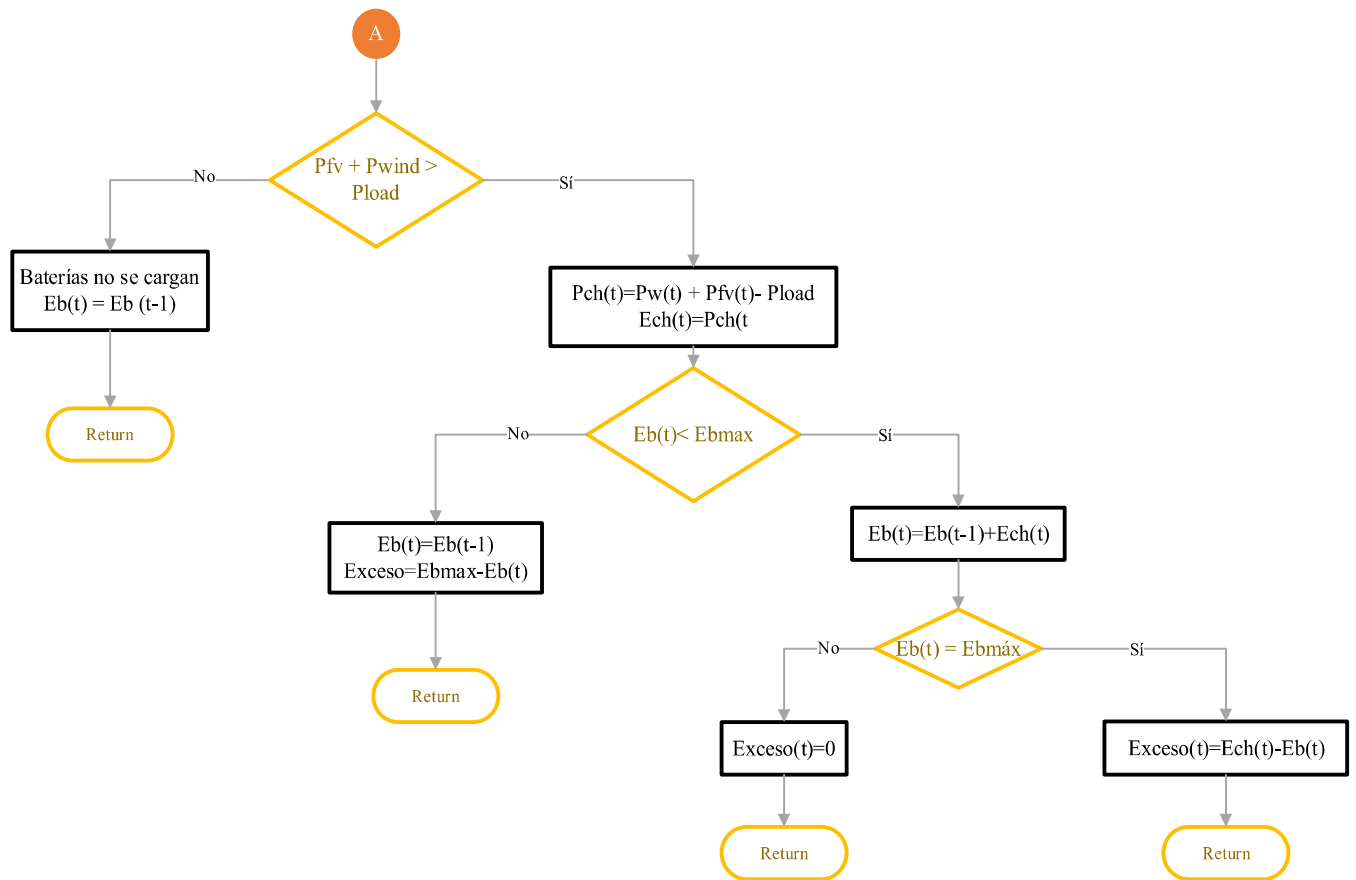 A
Pfv + Pwind >
Pload
No
Sí
Baterías no se cargan
Eb(t) = Eb (t-1)
Pch(t)=Pw(t) + Pfv(t)- Pload
Ech(t)=Pch(t
Return
Eb(t)< Ebmax
No
Sí
Eb(t)=Eb(t-1)
Exceso=Ebmax-Eb(t)
Eb(t)=Eb(t-1)+Ech(t)
Eb(t) = Ebmáx
No
Sí
Return
Exceso(t)=0
Exceso(t)=Ech(t)-Eb(t)
Return
Return